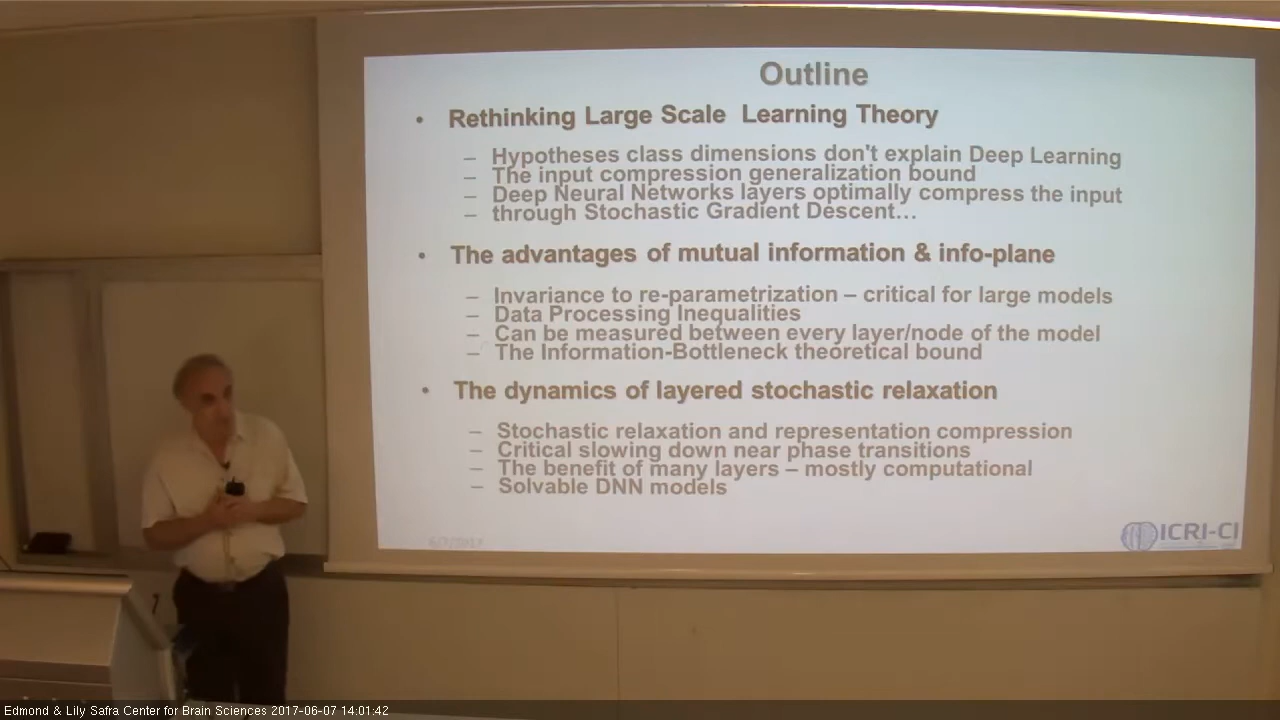 Outline
• Rethinking Large Scale Learning Theory
– Hypotheses class dimensions don't explain Deep Learning
– The input compression generalization bound
– Deep Neural Networks layers optimally compress the input
– through Stochastic Gradient Descent…
• The advantages of mutual information & info-plane
– Invariance to re-parametrization – critical for large models
– Data Processing Inequalities
– Can be measured between every layer/node of the model
– The Information-Bottleneck theoretical bound
• The dynamics of layered stochastic relaxation
– Stochastic relaxation and representation compression
– Critical slowing down near phase transitions
– The benefit of many layers – mostly computational
– Solvable DNN models
ICRI-CI
Edmond & Lily Safra Center for Brain Sciences 2017-06-07 14:01:42